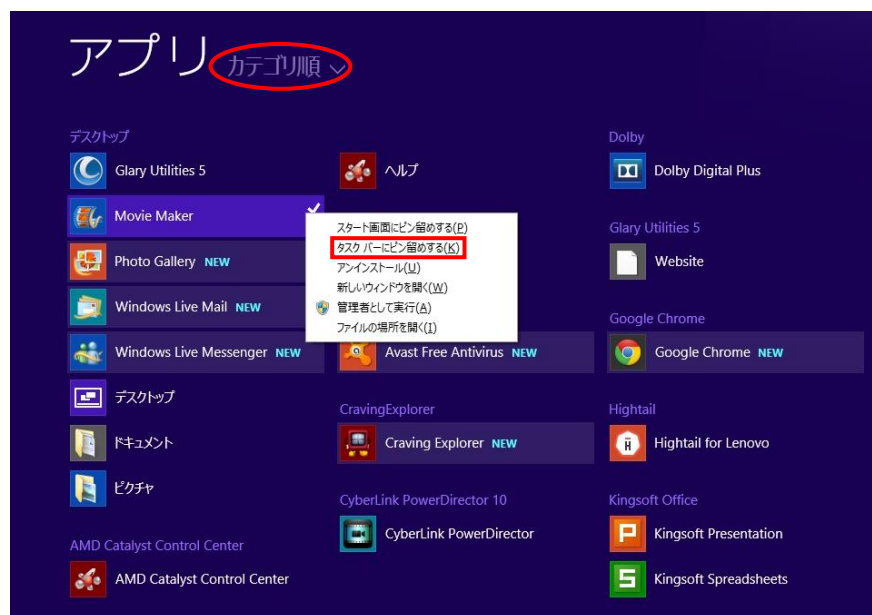 アプリ カテゴリ順
デスクトップ
Glary Utilities 5
Movie Maker
Photo Gallery NEW
Windows Live Mail NEW
Windows Live Messenger NEW
デスクトップ
ドキュメント
ピクチャ
AMD Catalyst Control Center
AMD Catalyst Control Center
ヘルプ
スタート画面にピン留めする(P)
タスク バーにピン留めする(K)
アンインストール(U)
新しいウィンドウを開く(W)
管理者として実行(A)
ファイルの場所を開く(I)
Avast Free Antivirus NEW
CravingExplorer
Craving Explorer NEW
CyberLink PowerDirector 10
CyberLink PowerDirector
Dolby
Dolby Digital Plus
Glary Utilities 5
Website
Google Chrome
Google Chrome NEW
Hightail
Hightail for Lenovo
Kingsoft Office
Kingsoft Presentation
Kingsoft Spreadsheets